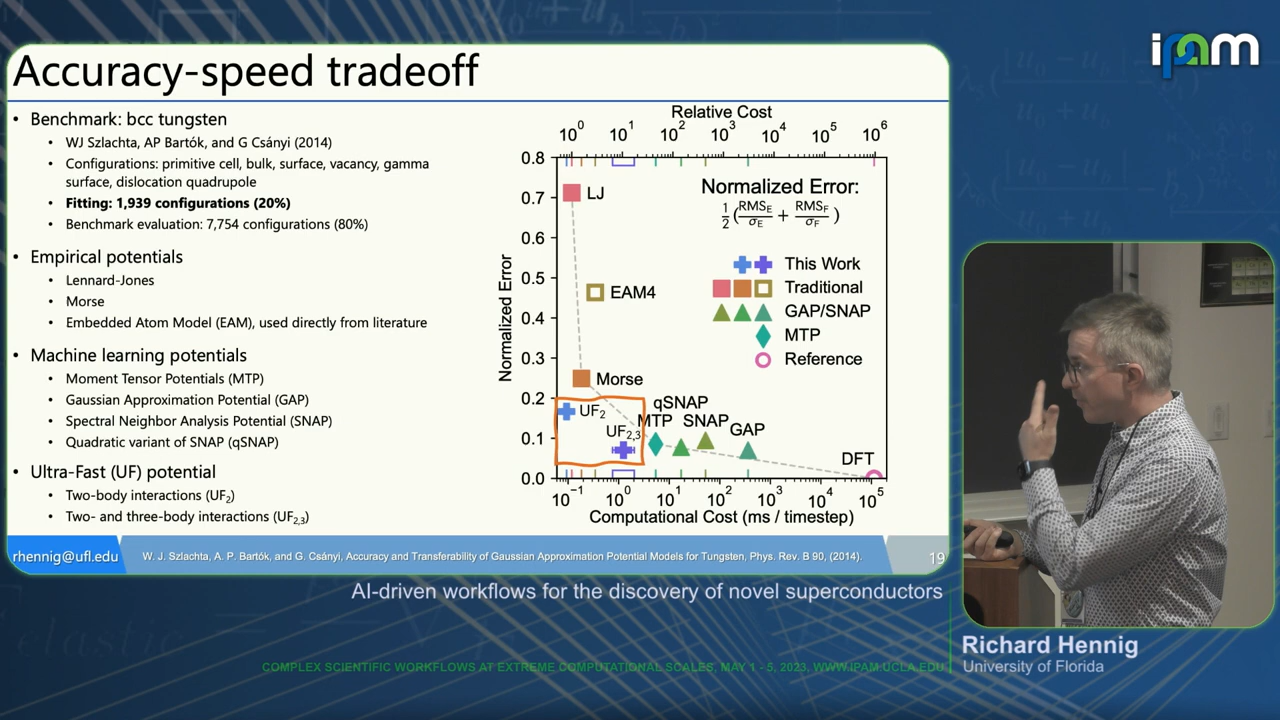 ipam
Accuracy-speed tradeoff
• Benchmark: bcc tungsten
• WJ Szlachta, AP Bartók, and G Csányi (2014)
• Configurations: primitive cell, bulk, surface, vacancy, gamma
surface, dislocation quadrupole
• Fitting: 1,939 configurations (20%)
• Benchmark evaluation: 7,754 configurations (80%)
• Empirical potentials
• Lennard-Jones
• Morse
• Embedded Atom Model (EAM), used directly from literature
• Machine learning potentials
• Moment Tensor Potentials (MTP)
• Gaussian Approximation Potential (GAP)
• Spectral Neighbor Analysis Potential (SNAP)
• Quadratic variant of SNAP (qSNAP)
• Ultra-Fast (UF) potential
• Two-body interactions (UF₂)
• Two- and three-body interactions (UF₂,₃)
Relative Cost
10⁰ 10¹ 10² 10³ 10⁴ 10⁵ 10⁶
Normalized Error
0.8
0.7
0.6
0.5
0.4
0.3
0.2
0.1
0.0
LJ
EAM4
Morse
UF₂
UF₂,₃
MTP
qSNAP
SNAP
GAP
DFT
Normalized Error:
½(RMS_E/σ_E + RMS_F/σ_F)
This Work
Traditional
GAP/SNAP
MTP
Reference
10⁻¹ 10⁰ 10¹ 10² 10³ 10⁴ 10⁵
Computational Cost (ms / timestep)
rhennig@ufl.edu
W. J. Szlachta, A. P. Bartók, and G. Csányi, Accuracy and Transferability of Gaussian Approximation Potential Models for Tungsten, Phys. Rev. B 90, (2014).
19
AI-driven workflows for the discovery of novel superconductors
Richard Hennig
University of Florida
COMPLEX SCIENTIFIC WORKFLOWS AT EXTREME COMPUTATIONAL SCALES, MAY 1 - 5, 2023, WWW.IPAM.UCLA.EDU